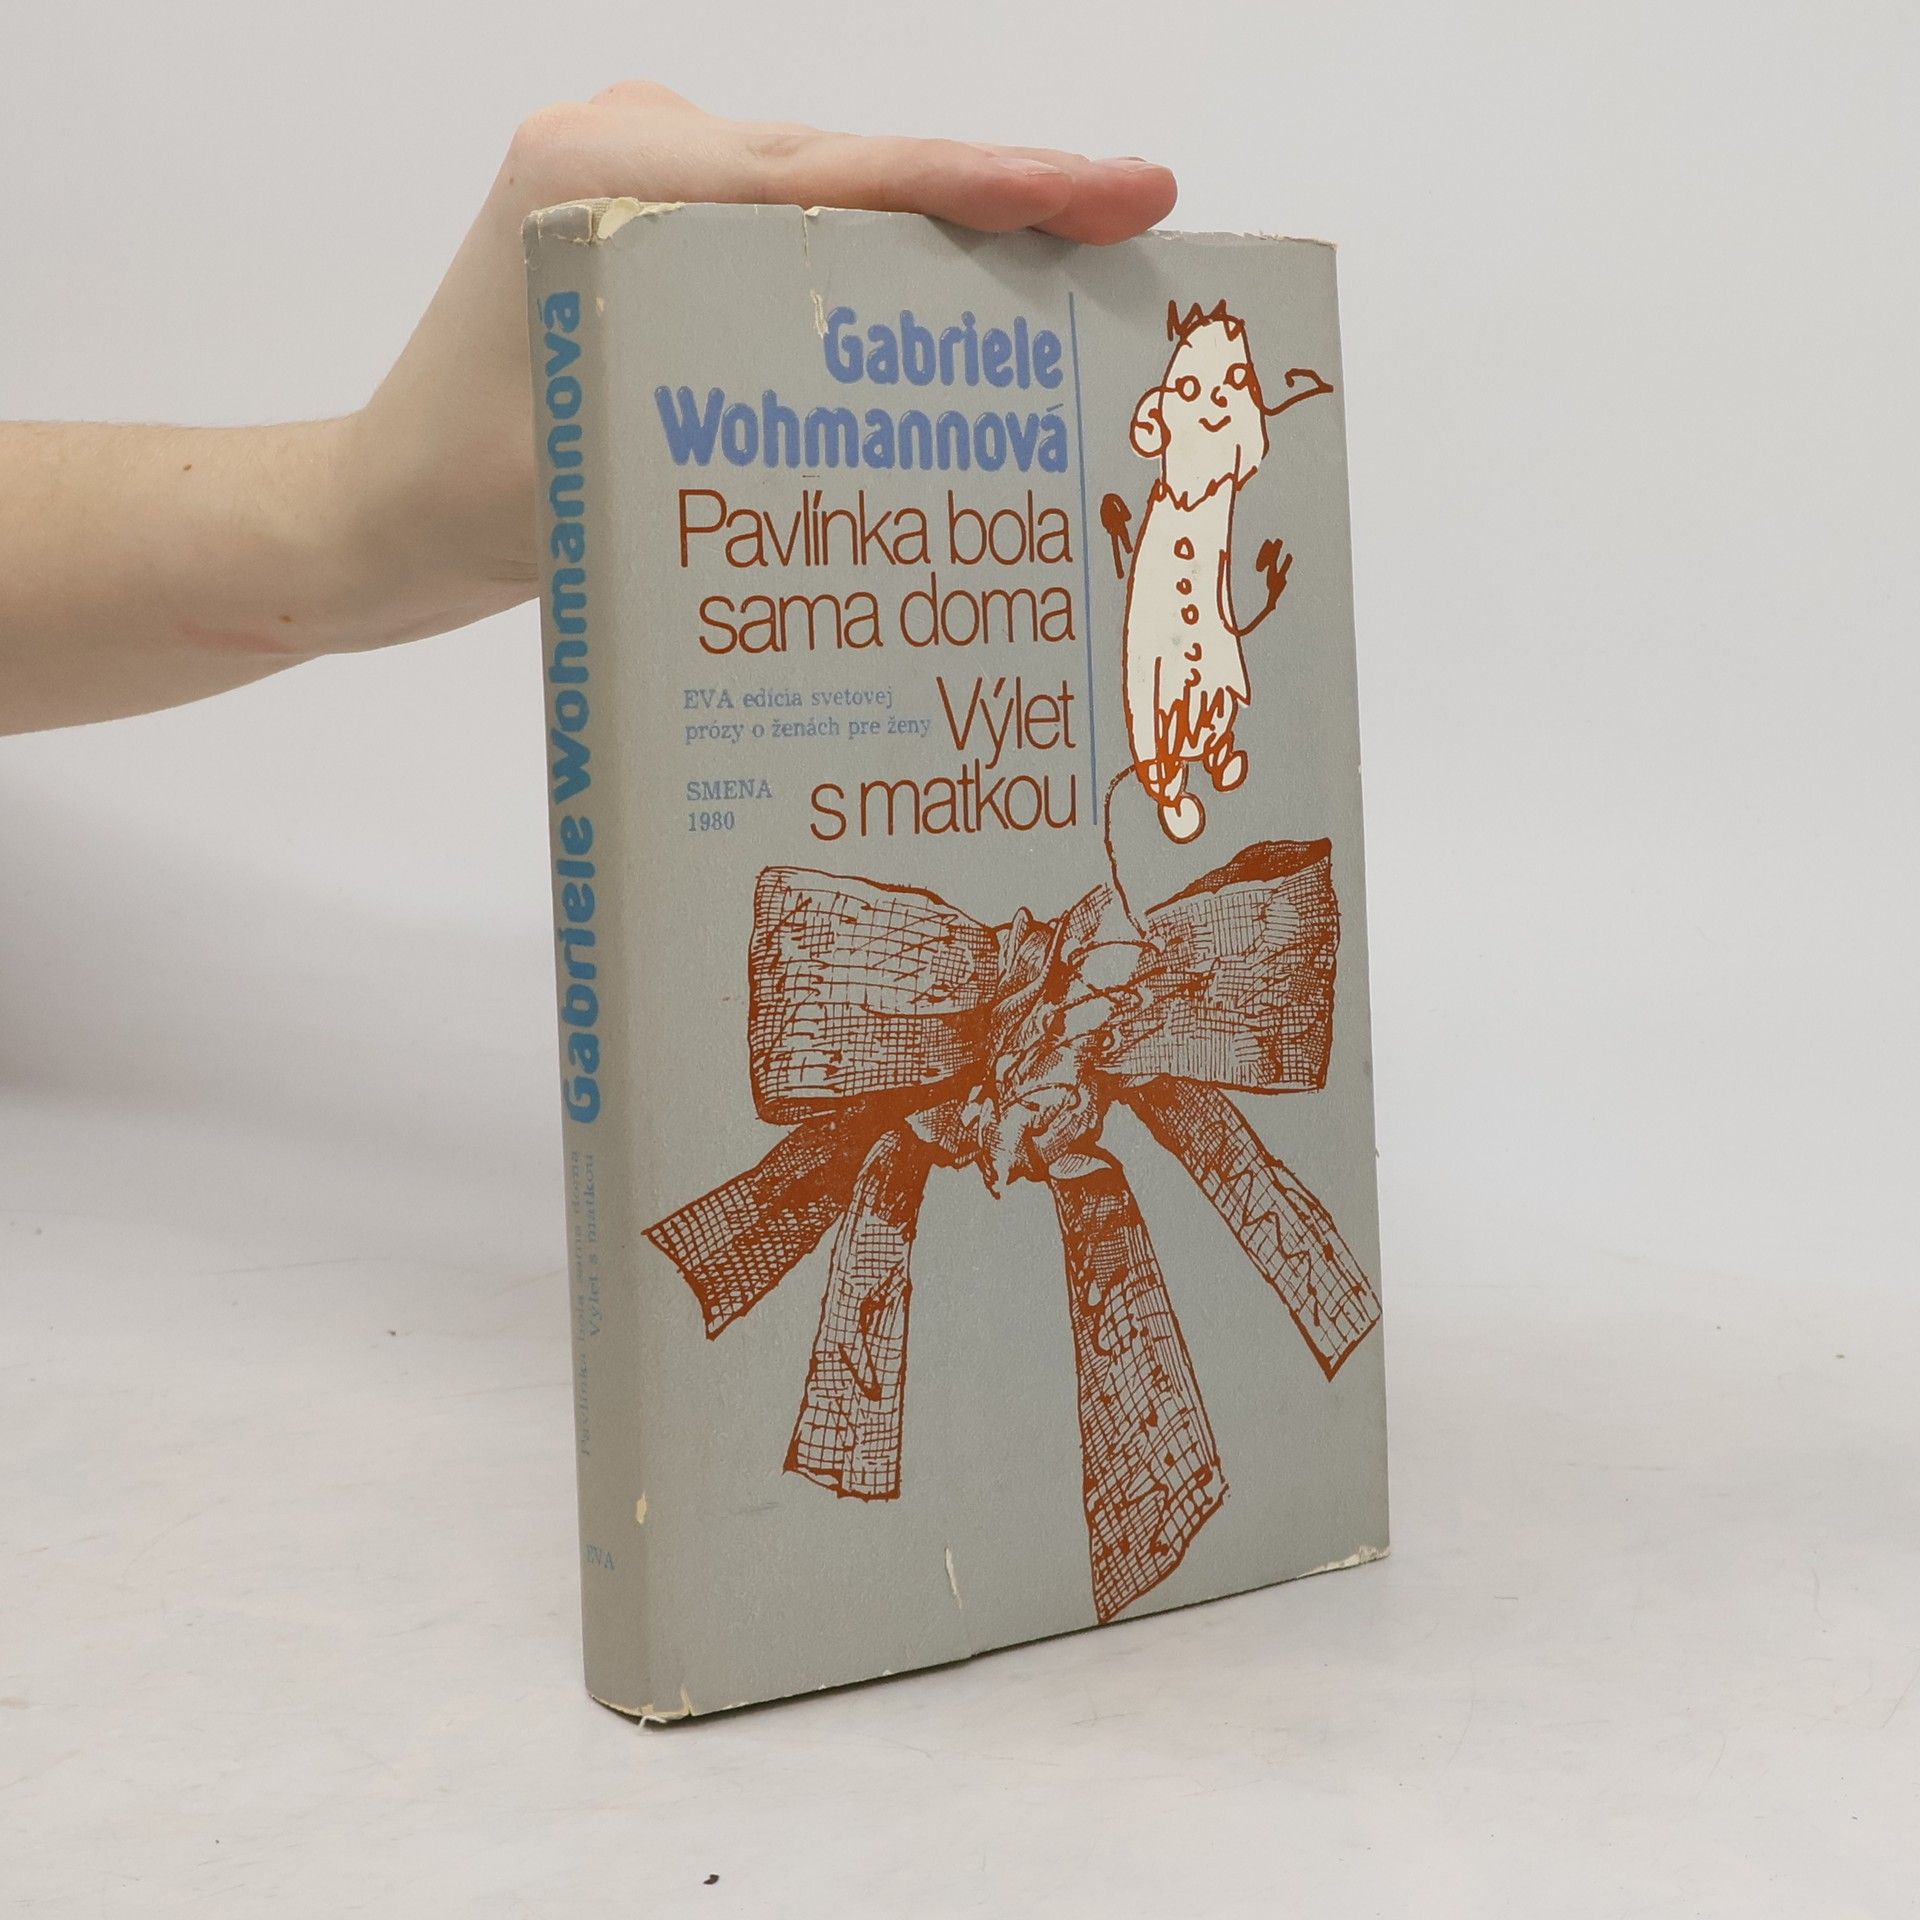 Gabriele
Wohmannová
Pavlínka bola
sama doma
Výlet
s matkou
EVA edícia svetovej
prózy o ženách pre ženy
SMENA
1980
Gabriele Wohmannová
Pavlínka bola sama doma
Výlet s matkou
EVA